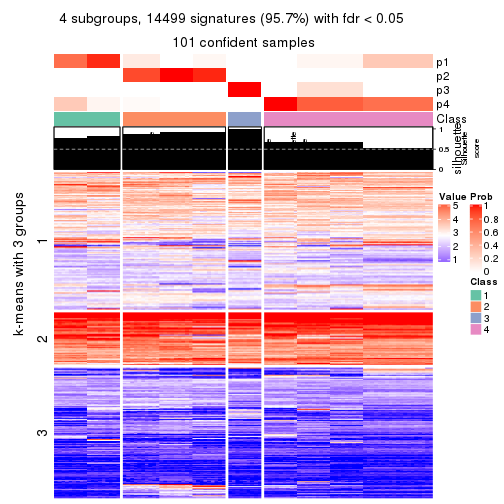 4 subgroups, 14499 signatures (95.7%) with fdr < 0.05
101 confident samples
p1
p2
p3
p4
Class
1
0.5
0
silhouette
Silhouette
score
k-means with 3 groups
1
2
3
Value
5
4
3
2
1
Prob
1
0.8
0.6
0.4
0.2
0
Class
1
2
3
4